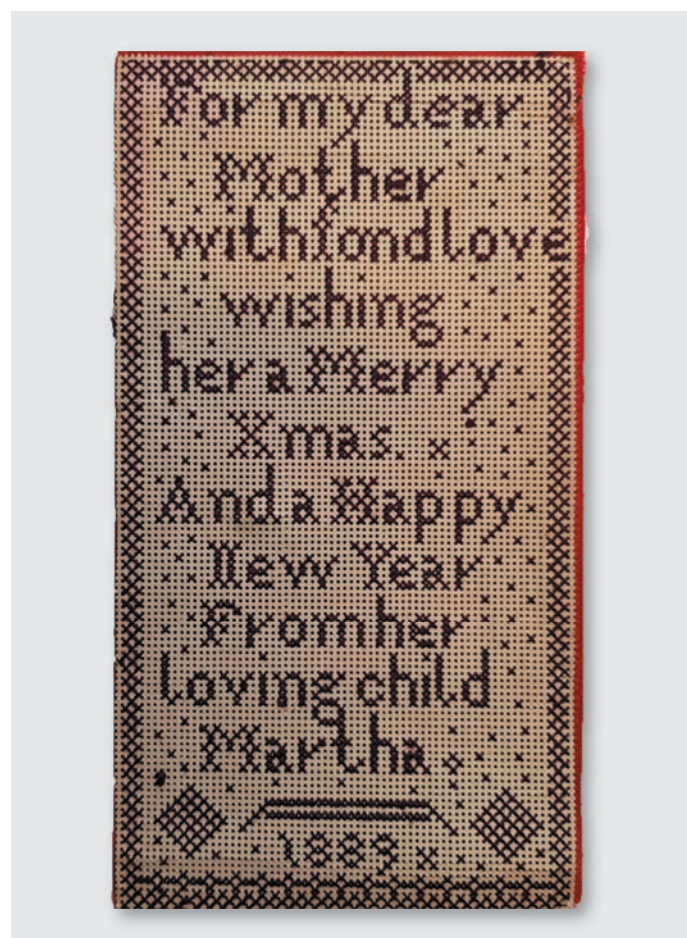 For my dear
Mother
with fond love
wishing
her a Merry
Xmas. x
And a Happy
New Year
From her
loving child
Martha.
1889 x